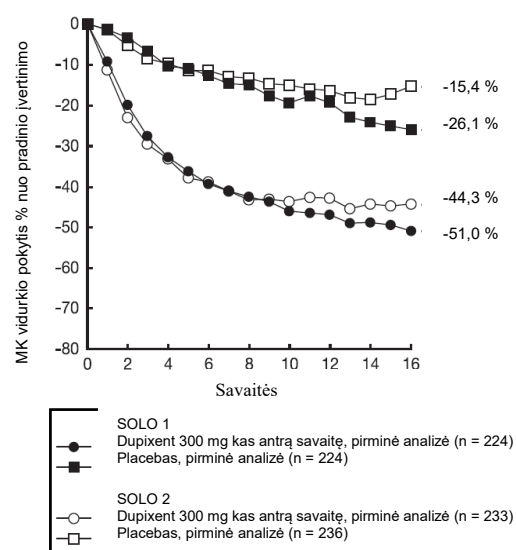 MK vidurkio pokytis % nuo pradinio įvertinimo
0
-10
-20
-30
-40
-50
-60
-70
-80
-15,4 %
-26,1 %
-44,3 %
-51,0 %
0 2 4 6 8 10 12 14 16
Savaitės
SOLO 1
Dupixent 300 mg kas antrą savaitę, pirminė analizė (n = 224)
Placebas, pirminė analizė (n = 224)
SOLO 2
Dupixent 300 mg kas antrą savaitę, pirminė analizė (n = 233)
Placebas, pirminė analizė (n = 236)